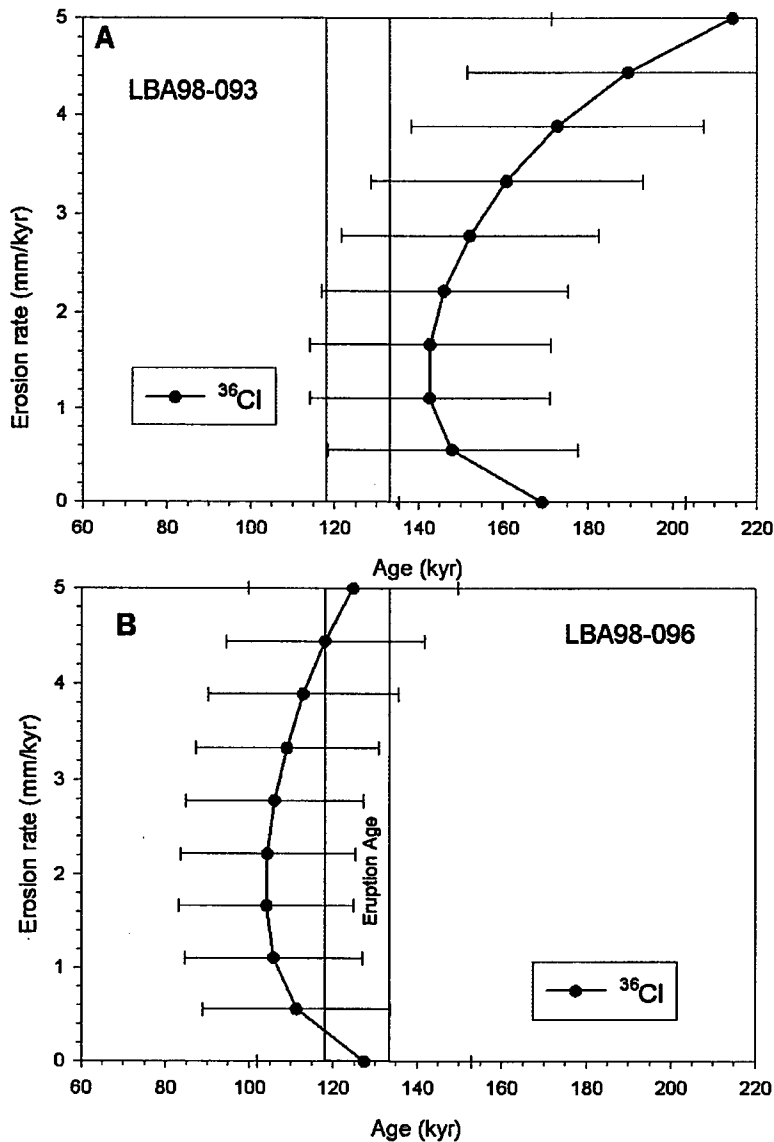 A
LBA98-093
Erosion rate (mm/kyr)
5
4
3
2
1
0
36Cl
60 80 100 120 140 160 180 200 220
Age (kyr)
B
LBA98-096
Erosion rate (mm/kyr)
5
4
3
2
1
0
Eruption Age
36Cl
60 80 100 120 140 160 180 200 220
Age (kyr)